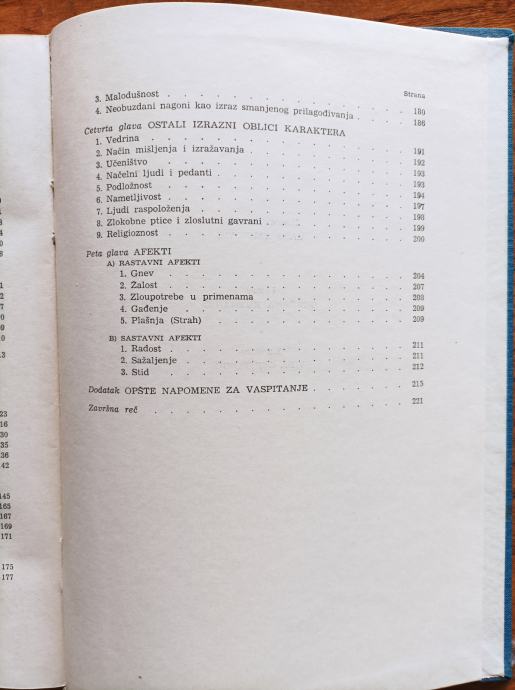 Strana
3. Malodušnost . . . . . . . . . 180
4. Neobuzdani nagoni kao izraz smanjenog prilagođivanja . . . 186
Četvrta glava OSTALI IZRAZNI OBLICI KARAKTERA
1. Vedrina . . . . . . . . . 191
2. Način mišljenja i izražavanja . . . . . . 192
3. Učeništvo . . . . . . . . . 193
4. Načelni ljudi i pedanti . . . . . . . 193
5. Podložnost . . . . . . . . . 194
6. Nametljivost . . . . . . . . . 197
7. Ljudi raspoloženja . . . . . . . . 198
8. Zlokobne ptice i zloslutni gavrani . . . . . 199
9. Religioznost . . . . . . . . . 200
Peta glava AFEKTI
A) RASTAVNI AFEKTI
1. Gnev . . . . . . . . . 204
2. Žalost . . . . . . . . . 207
3. Zloupotrebe u primenama . . . . . . 208
4. Gađenje . . . . . . . . . 209
5. Plašnja (Strah) . . . . . . . . 209
B) SASTAVNI AFEKTI
1. Radost . . . . . . . . . 211
2. Sažaljenje . . . . . . . . . 211
3. Stid . . . . . . . . . 212
Dodatak OPŠTE NAPOMENE ZA VASPITANJE . . . . 215
Završna reč . . . . . . . . . 221
23
16
30
35
36
42
145
165
167
169
171
175
177